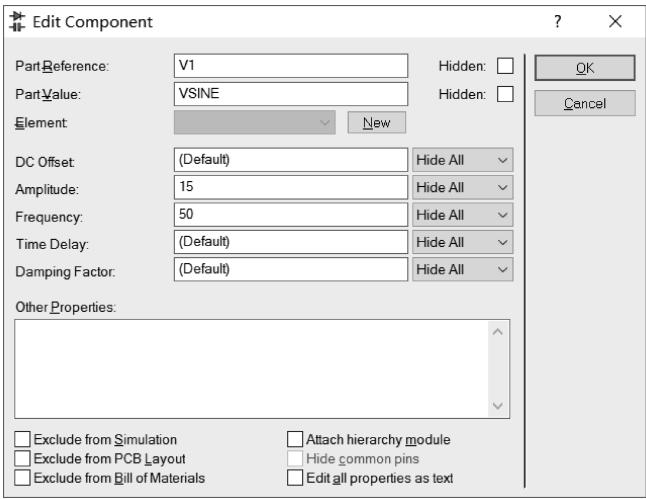 Edit Component ? ×
Part Reference: V1 Hidden:
OK
Part Value: VSINE Hidden:
Cancel
Element: New
DC Offset: (Default) Hide All
Amplitude: 15 Hide All
Frequency: 50 Hide All
Time Delay: (Default) Hide All
Damping Factor: (Default) Hide All
Other Properties:
Exclude from Simulation Attach hierarchy module
Exclude from PCB Layout Hide common pins
Exclude from Bill of Materials Edit all properties as text